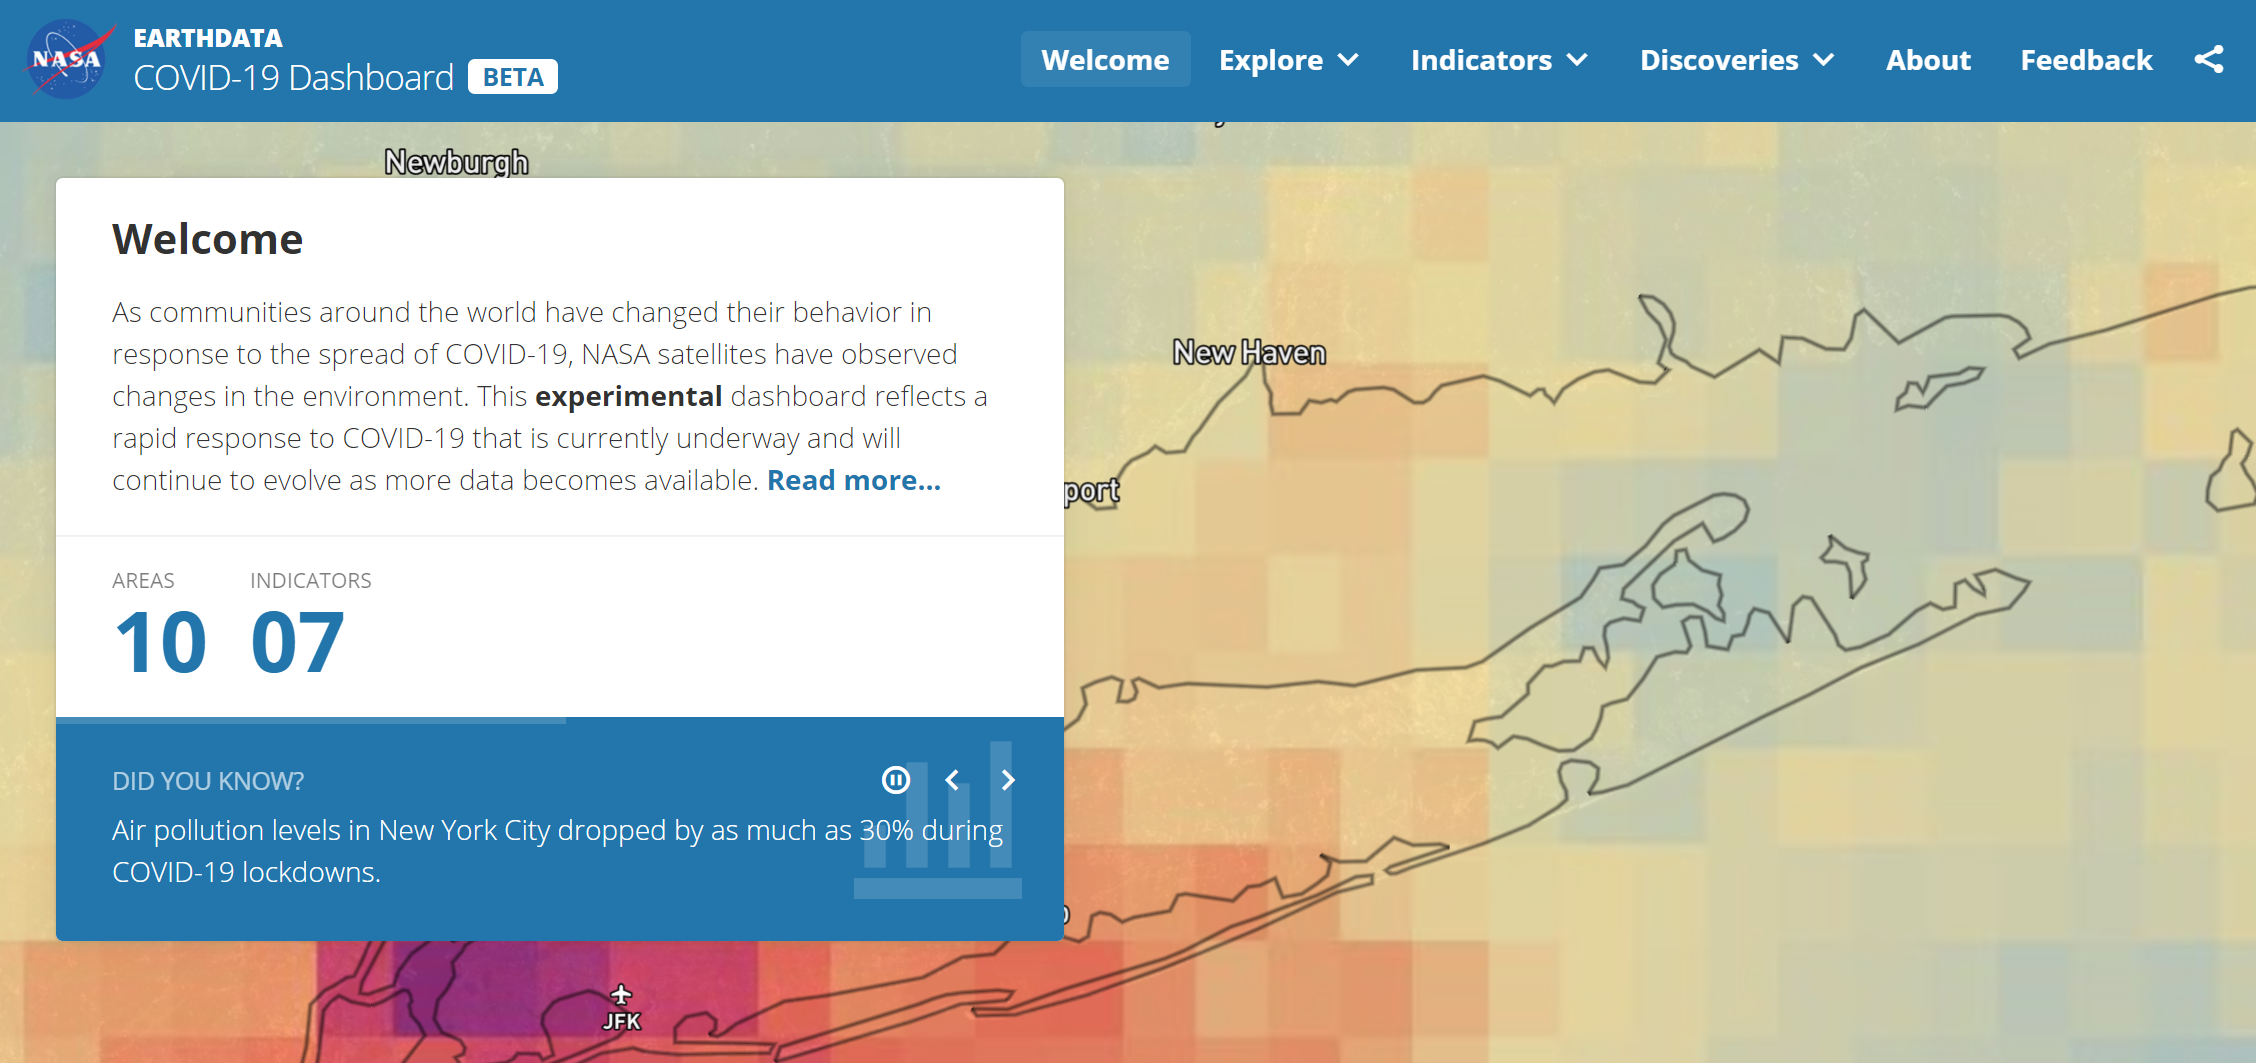 NASA
EARTHDATA
COVID-19 Dashboard BETA
Welcome Explore Indicators Discoveries About Feedback
Newburgh
Welcome
As communities around the world have changed their behavior in
response to the spread of COVID-19, NASA satellites have observed
changes in the environment. This experimental dashboard reflects a
rapid response to COVID-19 that is currently underway and will
continue to evolve as more data becomes available. Read more...
New Haven
port
AREAS INDICATORS
10 07
DID YOU KNOW?
Air pollution levels in New York City dropped by as much as 30% during
COVID-19 lockdowns.
JFK